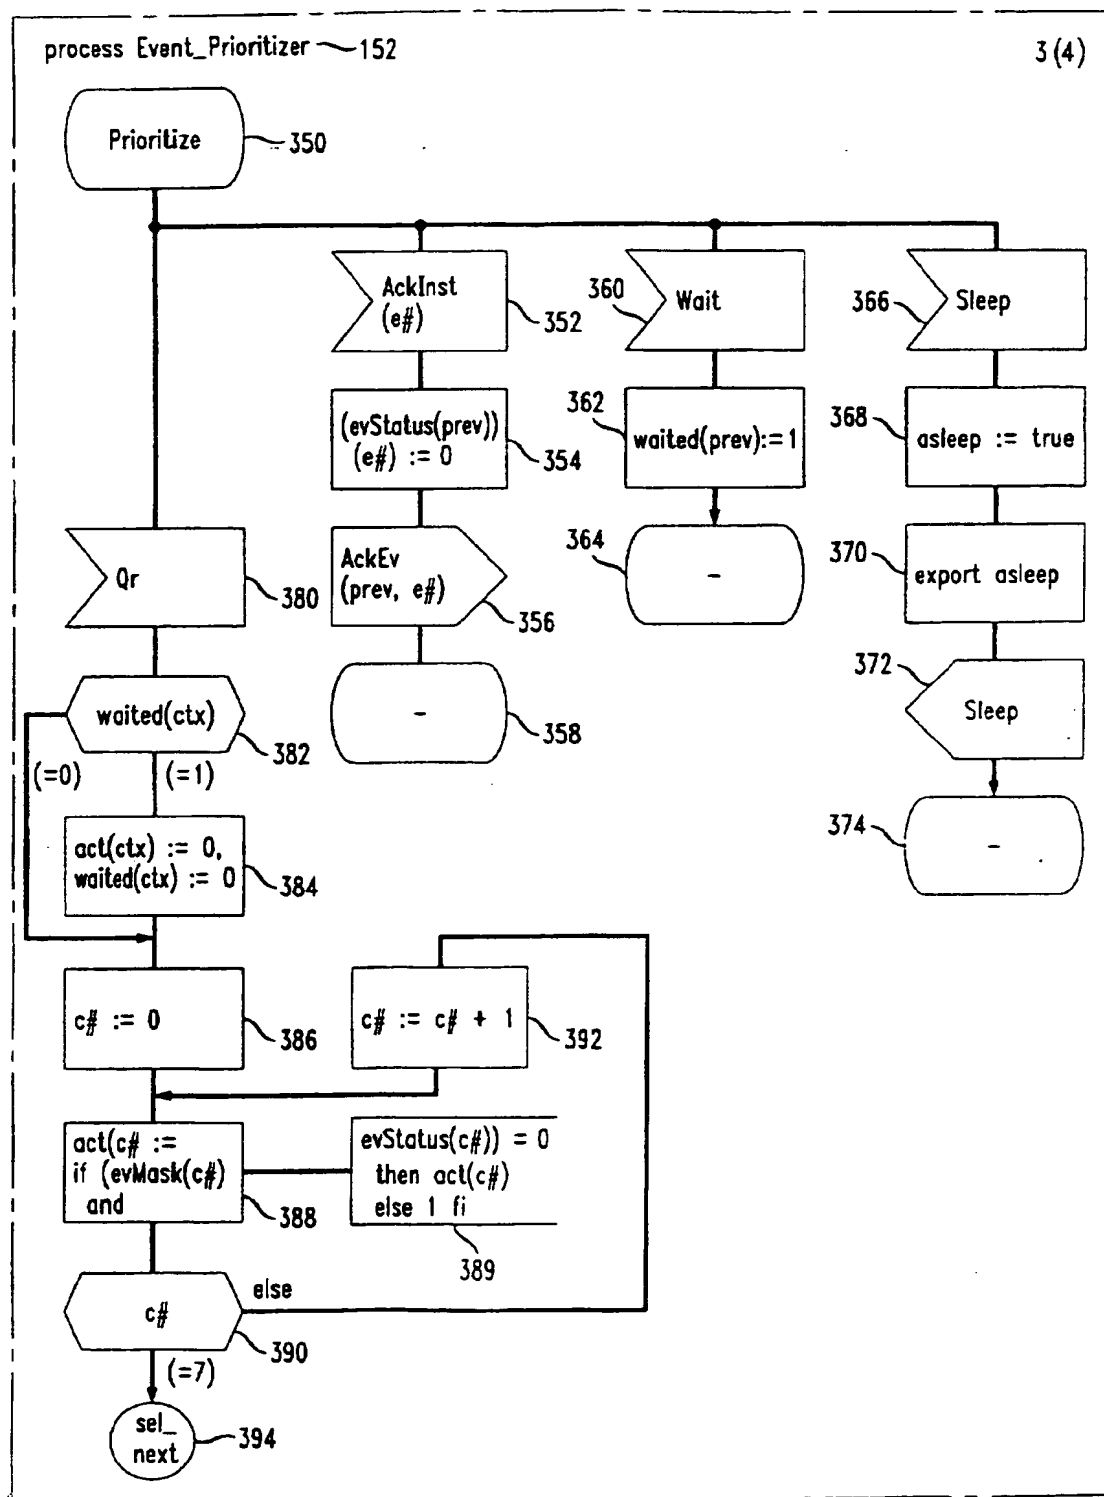 process Event_Prioritizer 152
3(4)
Prioritize
350
AckInst
(e#)
352
360
Wait
366
Sleep
(evStatus(prev))
(e#) := 0
354
362
waited(prev):=1
368
asleep := true
Qr
380
AckEv
(prev, e#)
356
364
-
370
export asleep
waited(ctx)
382
-
358
372
Sleep
(=0)
(=1)
act(ctx) := 0,
waited(ctx) := 0
384
374
-
c# := 0
386
c# := c# + 1
392
act(c# :=
if (evMask(c#)
and
388
evStatus(c#)) = 0
then act(c#)
else 1 fi
389
c#
else
390
(=7)
sel_
next
394